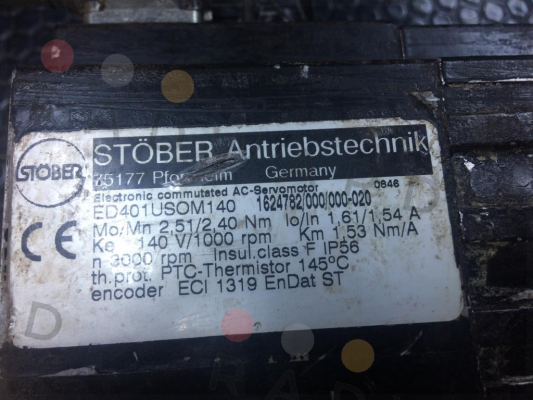 STÖBER
STÖBER Antriebstechnik
75177 Pforzheim Germany
Electronic commutated AC-Servomotor 0846
ED401USOM140 1624762/000/000-020
Mo/Mn 2,51/2,40 Nm Io/In 1,61/1,54 A
Ke 140 V/1000 rpm Km 1,53 Nm/A
n 3000 rpm Insul.class F IP56
th.prot. PTC-Thermistor 145°C
encoder ECI 1319 EnDat ST
CE